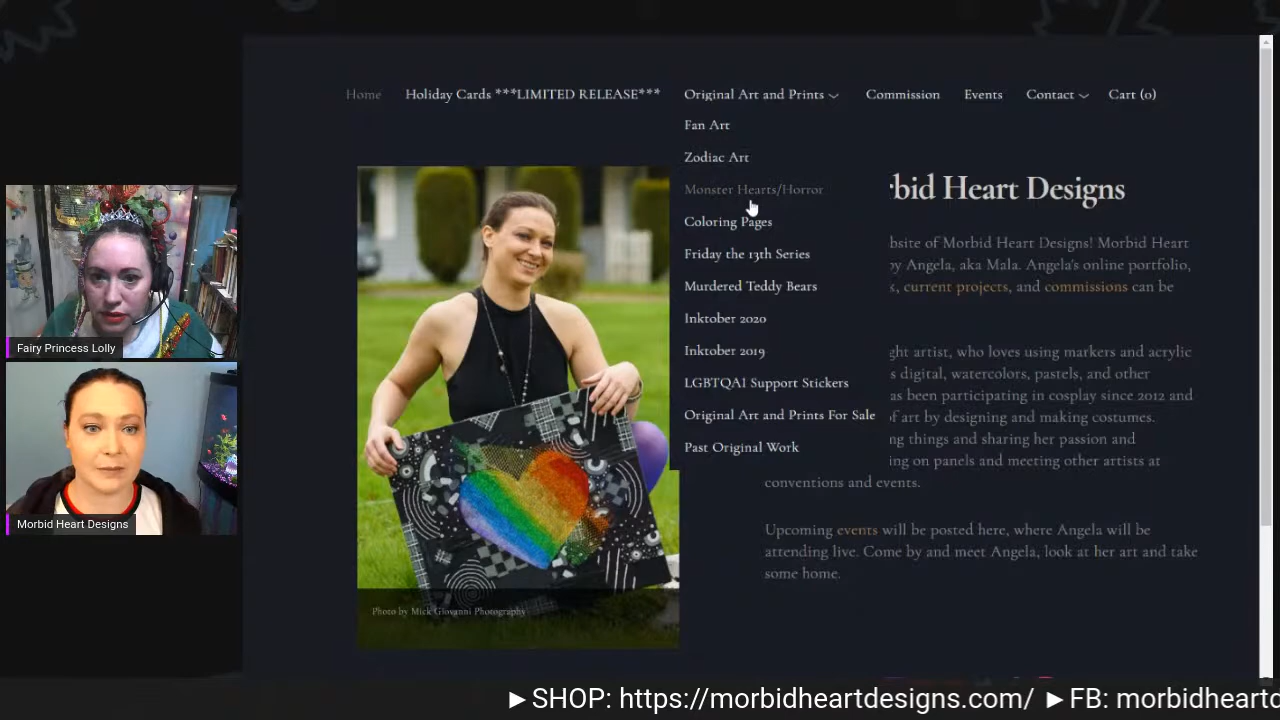 Home Holiday Cards ***LIMITED RELEASE*** Original Art and Prints Commission Events Contact Cart (0)
Fan Art
Zodiac Art
Monster Hearts/Horror
Coloring Pages
Friday the 13th Series
Murdered Teddy Bears
Inktober 2020
Inktober 2019
LGBTQAI Support Stickers
Original Art and Prints For Sale
Past Original Work
bid Heart Designs
bsite of Morbid Heart Designs! Morbid Heart
by Angela, aka Mala. Angela's online portfolio,
k, current projects, and commissions can be
ght artist, who loves using markers and acrylic
s digital, watercolors, pastels, and other
as been participating in cosplay since 2012 and
of art by designing and making costumes.
ng things and sharing her passion and
ing on panels and meeting other artists at
conventions and events.
Upcoming events will be posted here, where Angela will be
attending live. Come by and meet Angela, look at her art and take
some home.
Photo by Mick Giovanni Photography
Fairy Princess Lolly
Morbid Heart Designs
►SHOP: https://morbidheartdesigns.com/ ►FB: morbidheartd